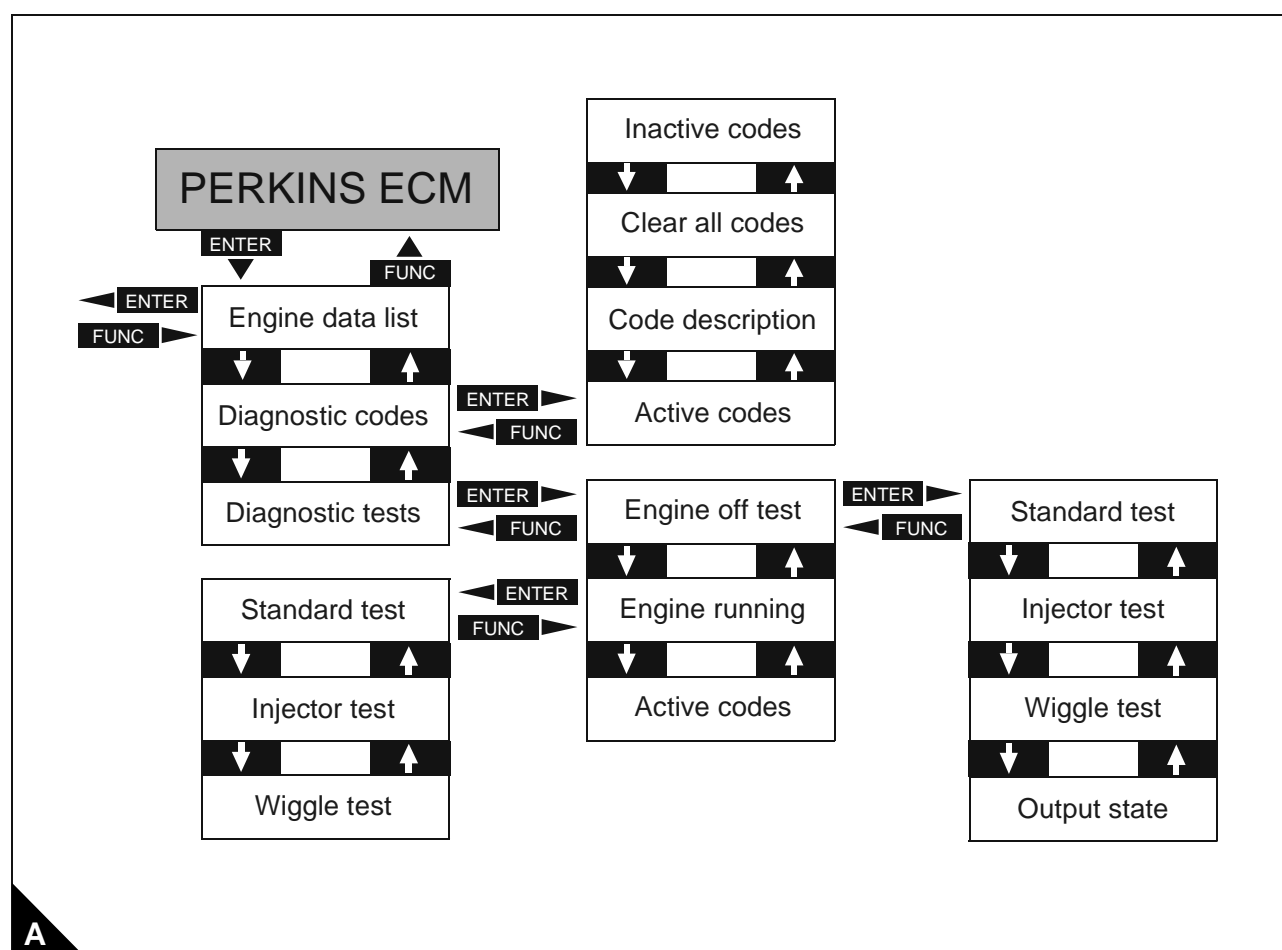 PERKINS ECM
ENTER
FUNC
ENTER
FUNC
Engine data list
Diagnostic codes
Diagnostic tests
ENTER
FUNC
Inactive codes
Clear all codes
Code description
Active codes
ENTER
FUNC
Engine off test
Engine running
Active codes
ENTER
FUNC
Standard test
Injector test
Wiggle test
ENTER
FUNC
Standard test
Injector test
Wiggle test
Output state
A